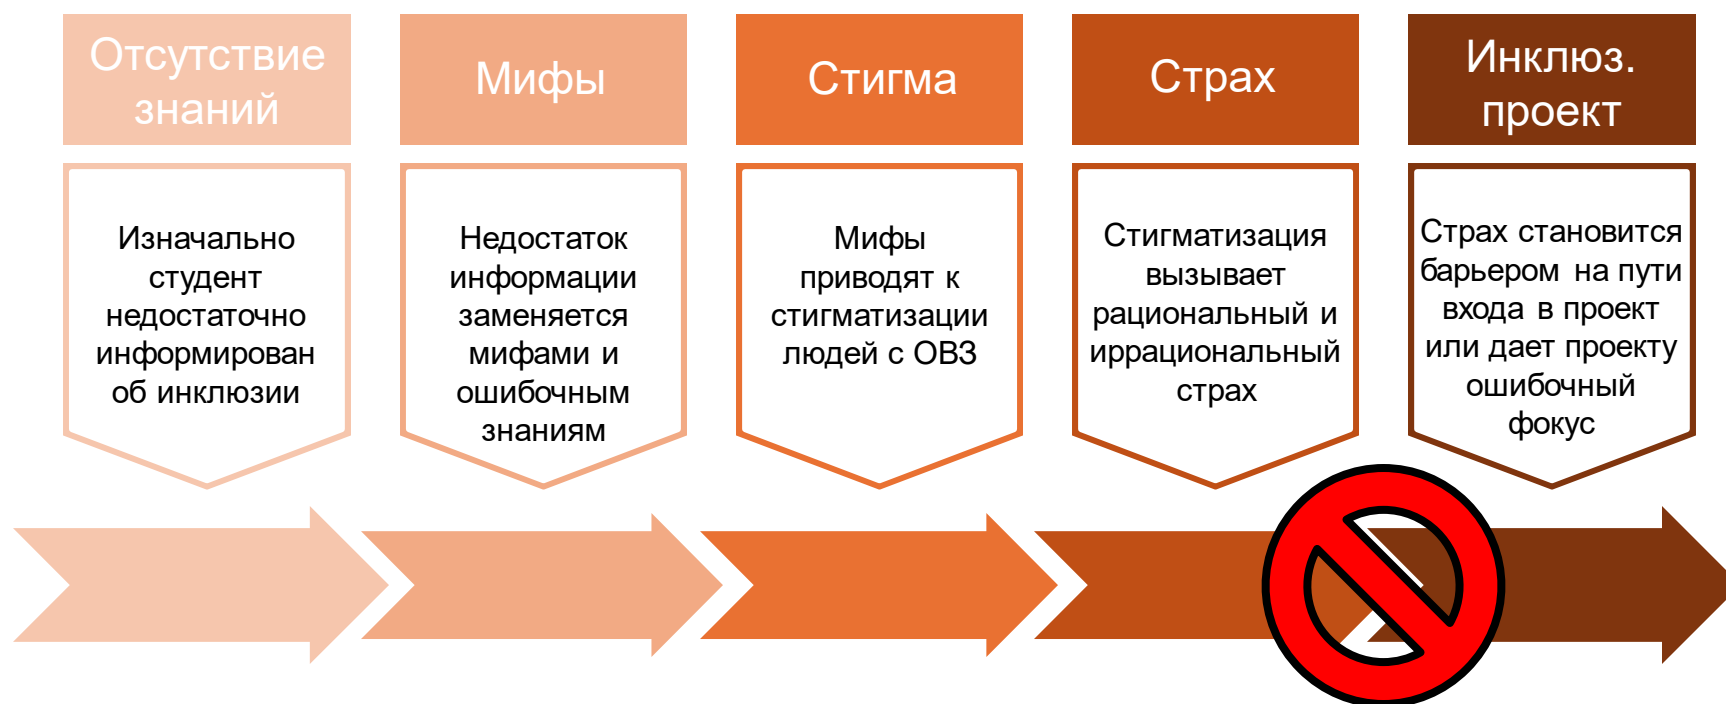 Отсутствие
знаний
Мифы
Стигма
Страх
Инклюз.
проект
Изначально
студент
недостаточно
информирован
об инклюзии
Недостаток
информации
заменяется
мифами и
ошибочным
знаниям
Мифы
приводят к
стигматизации
людей с ОВЗ
Стигматизация
вызывает
рациональный и
иррациональный
страх
Страх становится
барьером на пути
входа в проект
или дает проекту
ошибочный
фокус